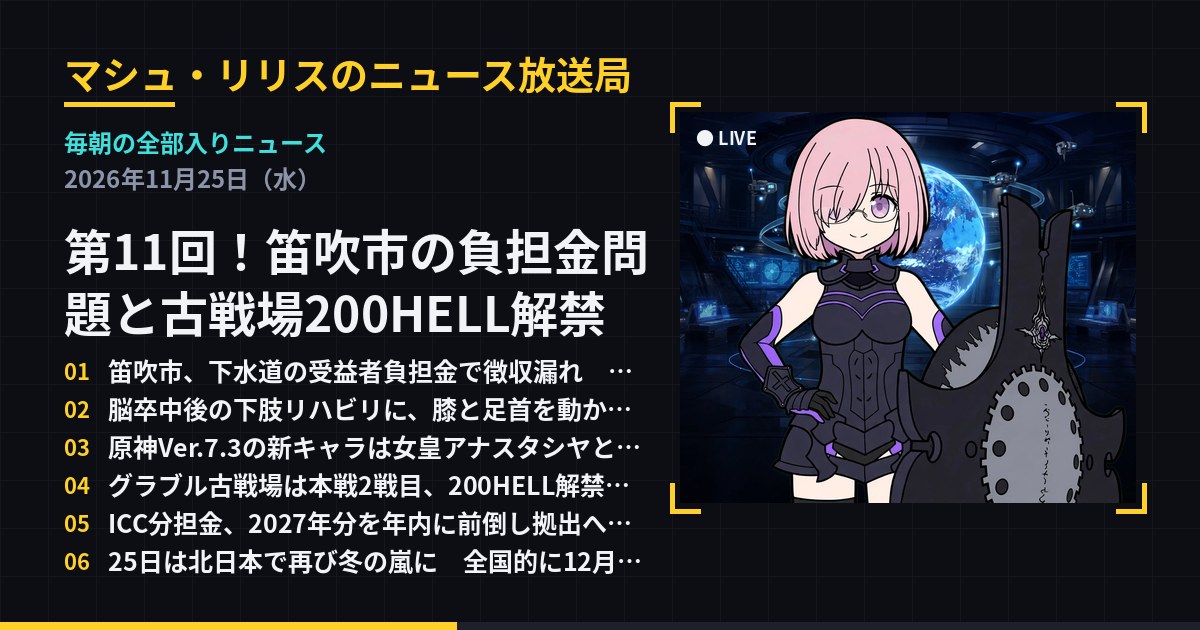 マシュ・リリスのニュース放送局
毎朝の全部入りニュース
2026年11月25日（水）
LIVE
第11回！笛吹市の負担金問
題と古戦場200HELL解禁
01 笛吹市、下水道の受益者負担金で徴収漏れ　…
02 脳卒中後の下肢リハビリに、膝と足首を動か…
03 原神Ver.7.3の新キャラは女皇アナスタシヤと…
04 グラブル古戦場は本戦2戦目、200HELL解禁…
05 ICC分担金、2027年分を年内に前倒し拠出へ…
06 25日は北日本で再び冬の嵐に　全国的に12月…